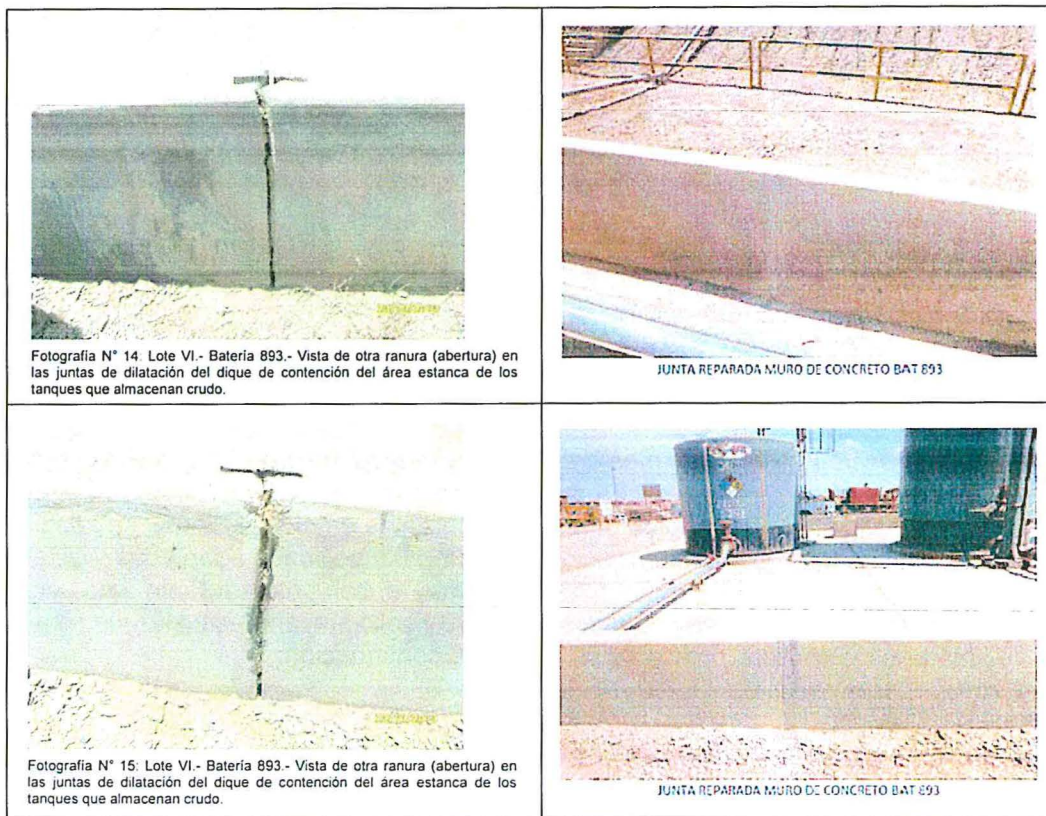 Fotografía N° 14: Lote VI.- Batería 893.- Vista de otra ranura (abertura) en
las juntas de dilatación del dique de contención del área estanca de los
tanques que almacenan crudo.
JUNTA REPARADA MURO DE CONCRETO BAT 893
Fotografía N° 15: Lote VI.- Batería 893.- Vista de otra ranura (abertura) en
las juntas de dilatación del dique de contención del área estanca de los
tanques que almacenan crudo.
JUNTA REPARADA MURO DE CONCRETO BAT 893